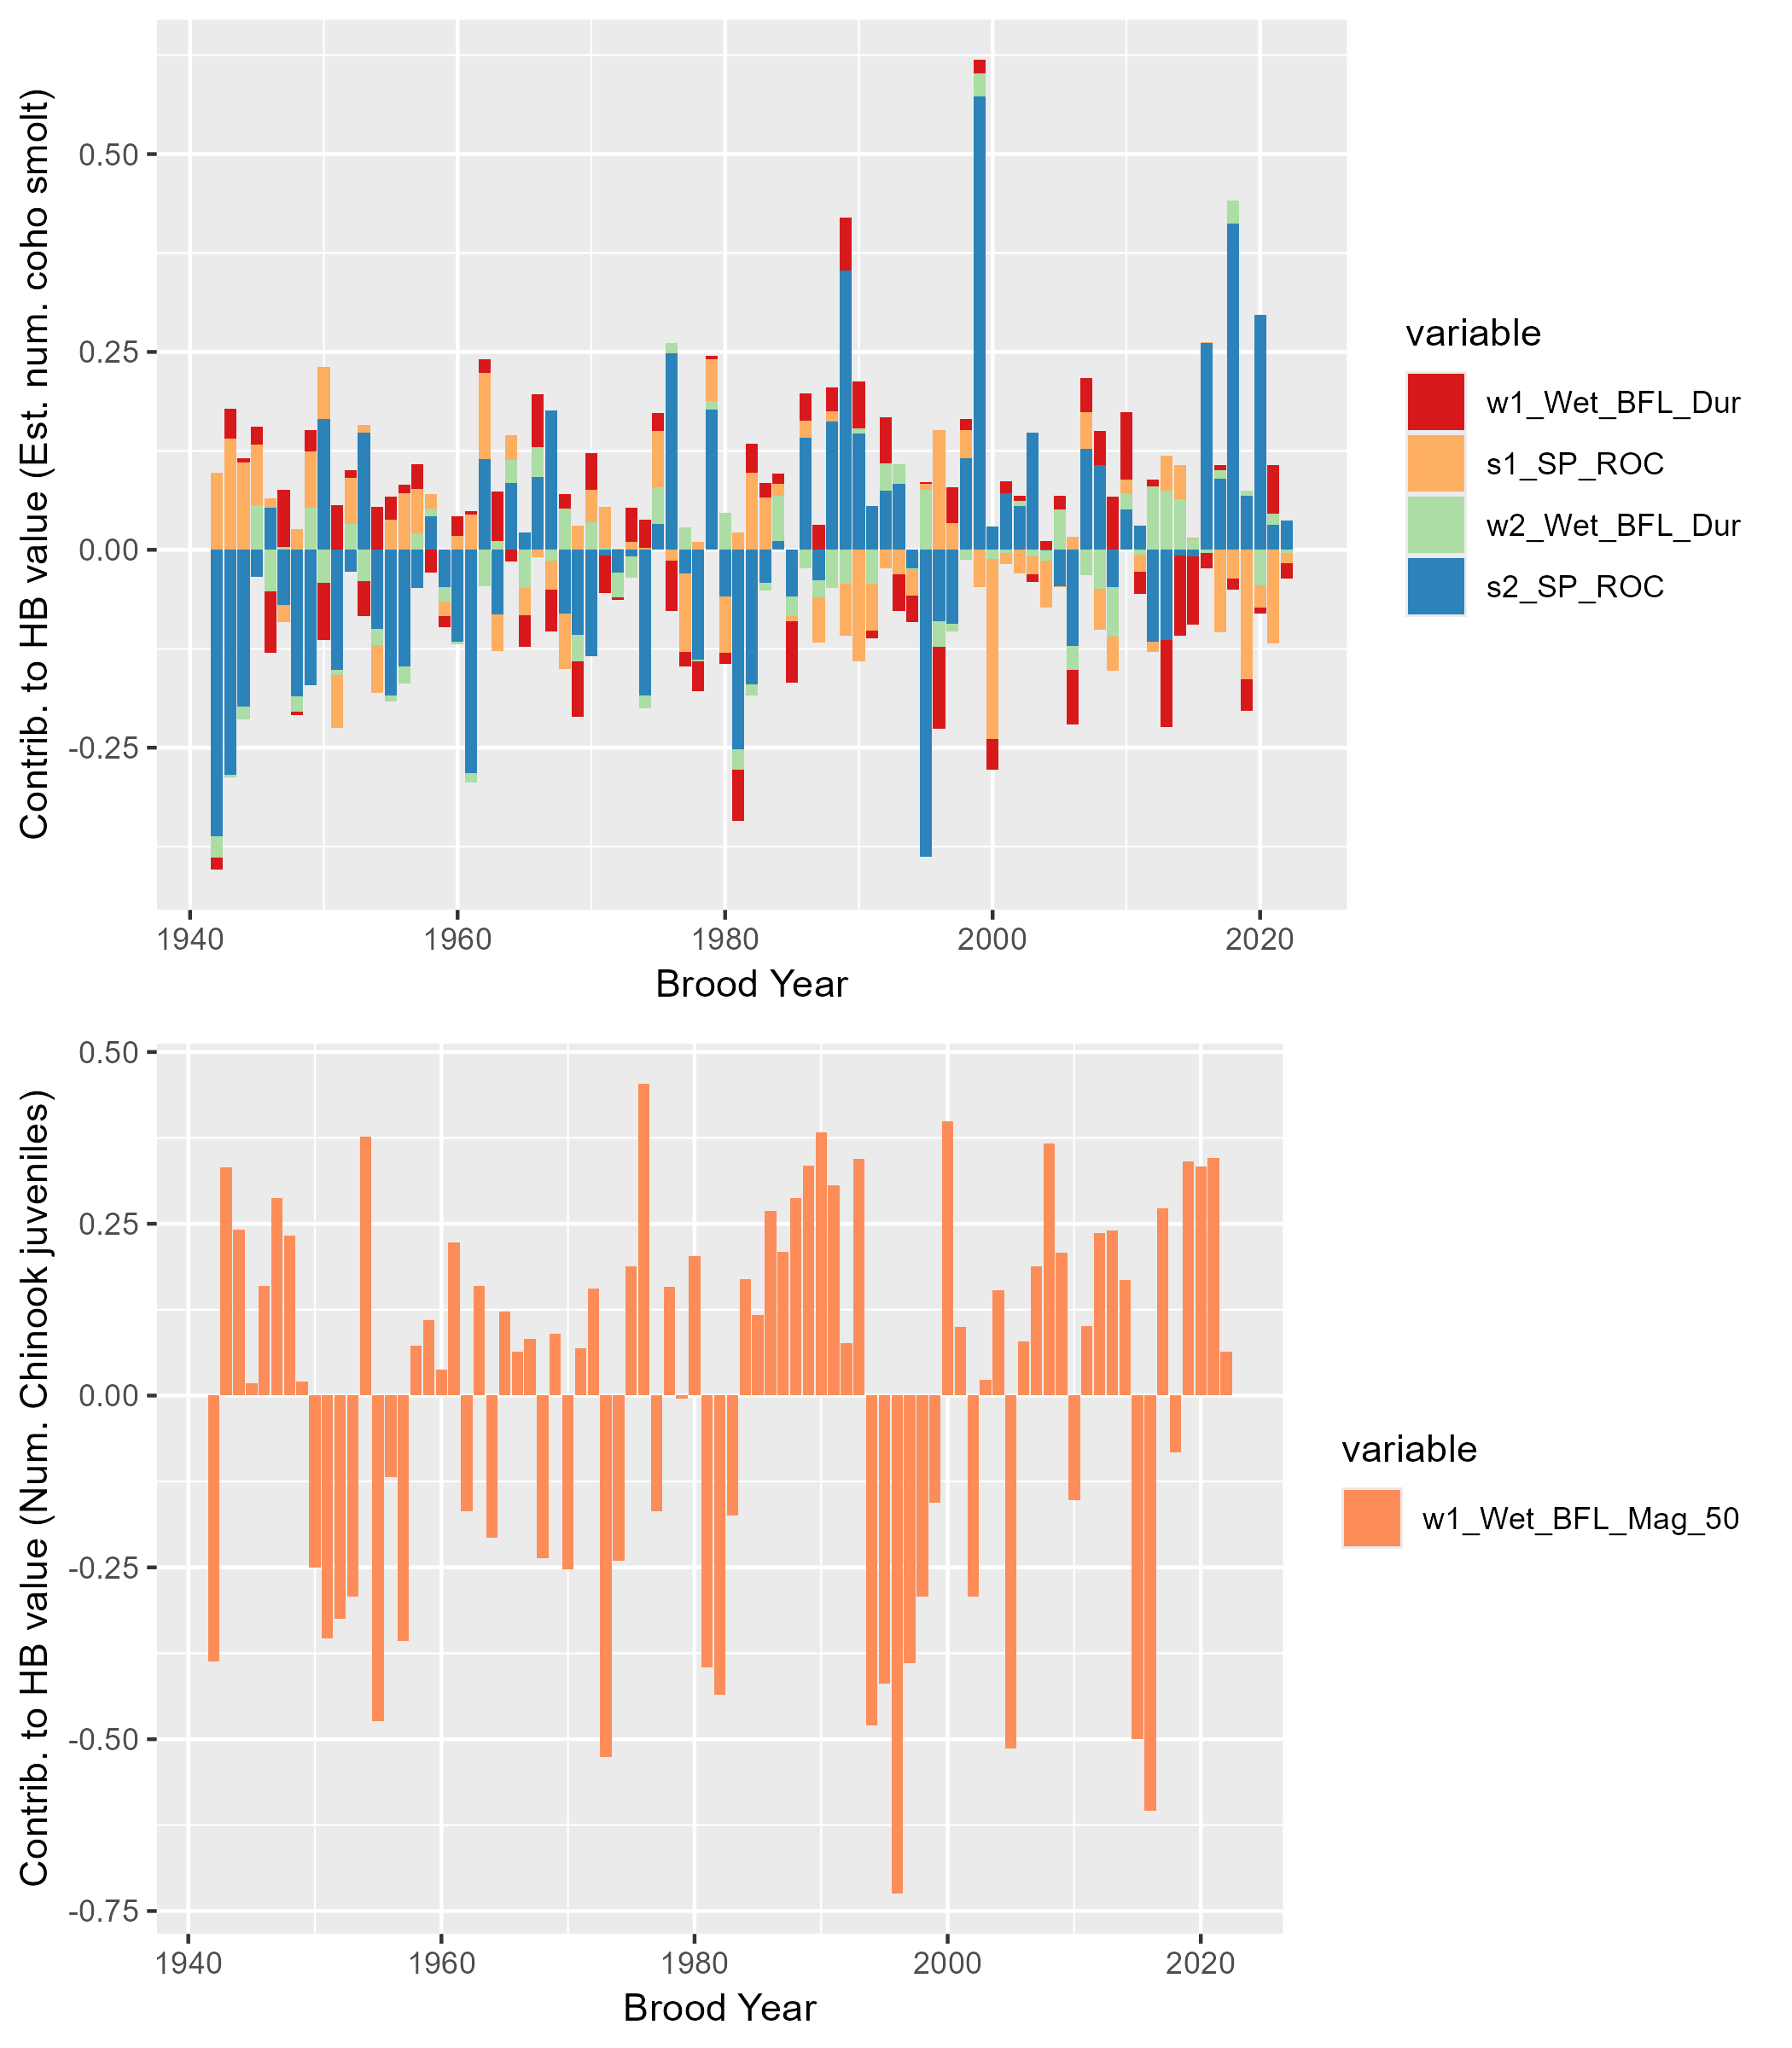 Contrib. to HB value (Est. num. coho smolt)
0.50
0.25
0.00
-0.25
1940 1960 1980 2000 2020
Brood Year
variable
w1_Wet_BFL_Dur
s1_SP_ROC
w2_Wet_BFL_Dur
s2_SP_ROC
Contrib. to HB value (Num. Chinook juveniles)
0.50
0.25
0.00
-0.25
-0.50
-0.75
1940 1960 1980 2000 2020
Brood Year
variable
w1_Wet_BFL_Mag_50